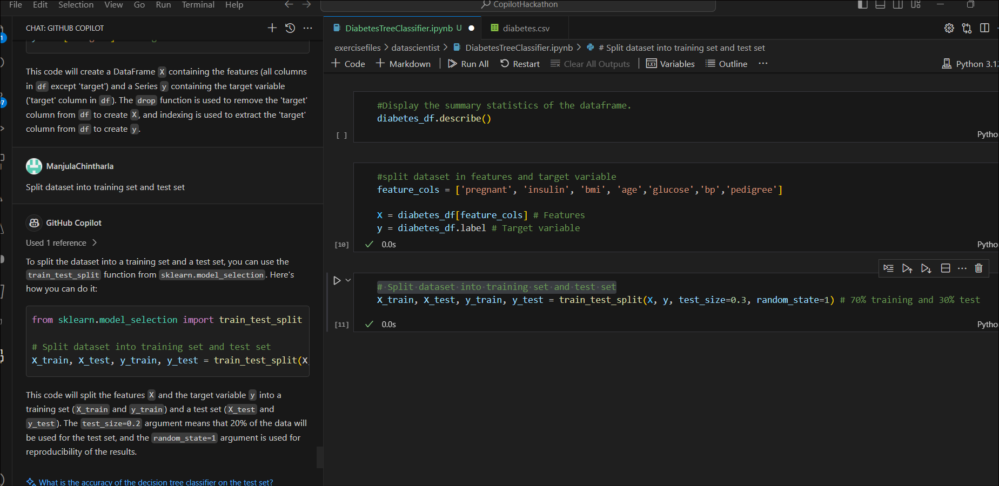 File Edit Selection View Go Run Terminal Help
CopilotHackathon
CHAT: GITHUB COPILOT
This code will create a DataFrame X containing the features (all columns
in df except 'target') and a Series y containing the target variable
('target' column in df). The drop function is used to remove the 'target'
column from df to create X, and indexing is used to extract the 'target'
column from df to create y.
ManjulaChintharla
Split dataset into training set and test set
GitHub Copilot
Used 1 reference
To split the dataset into a training set and a test set, you can use the
train_test_split function from sklearn.model_selection. Here's
how you can do it:
from sklearn.model_selection import train_test_split
# Split dataset into training set and test set
X_train, X_test, y_train, y_test = train_test_split(X,
This code will split the features X and the target variable y into a
training set (X_train and y_train) and a test set (X_test and
y_test). The test_size=0.2 argument means that 20% of the data will
be used for the test set, and the random_state=1 argument is used for
reproducibility of the results.
What is the accuracy of the decision tree classifier on the test set?
DiabetesTreeClassifier.ipynb U
diabetes.csv
exercisefiles > datascientist > DiabetesTreeClassifier.ipynb > # Split dataset into training set and test set
+ Code + Markdown Run All Restart Clear All Outputs Variables Outline ··· Python 3.1
#Display the summary statistics of the dataframe.
diabetes_df.describe()
[ ]
Pytho
#split dataset in features and target variable
feature_cols = ['pregnant', 'insulin', 'bmi', 'age','glucose','bp','pedigree']
X = diabetes_df[feature_cols] # Features
y = diabetes_df.label # Target variable
[10] ✓ 0.0s
Pytho
# Split dataset into training set and test set
X_train, X_test, y_train, y_test = train_test_split(X, y, test_size=0.3, random_state=1) # 70% training and 30% test
[11] ✓ 0.0s
Pytho